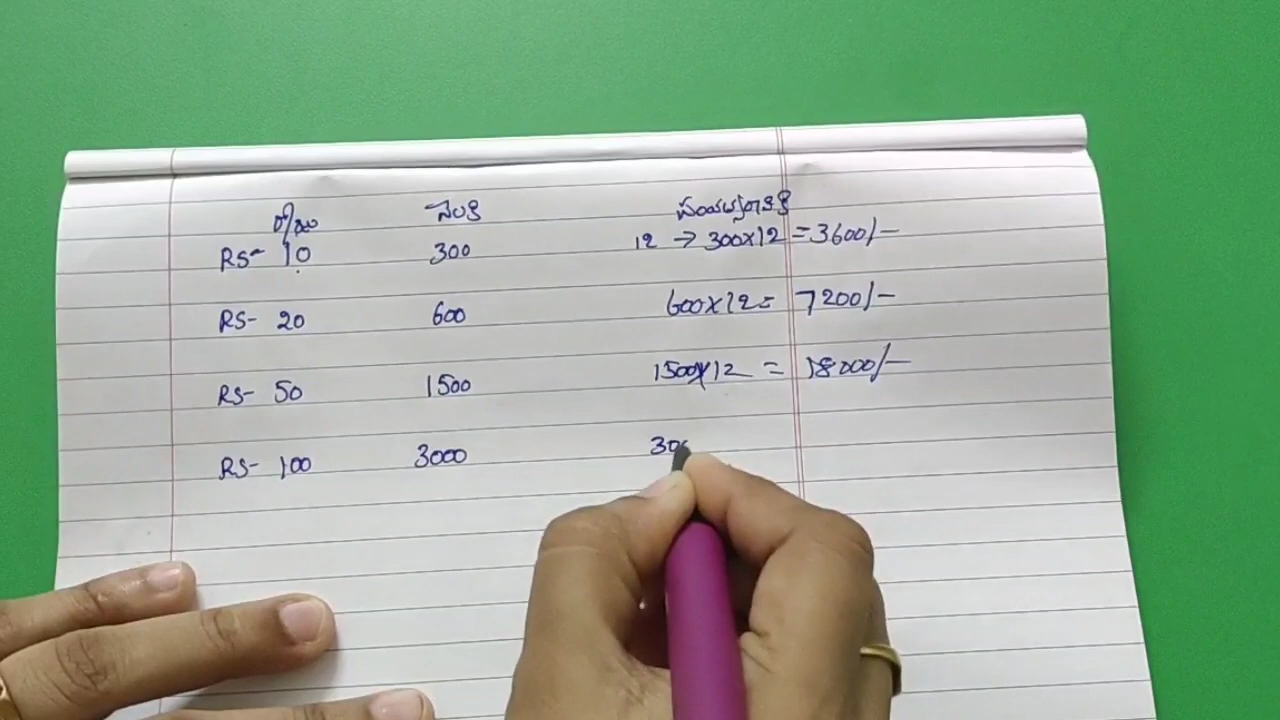 RS- 10 300 12 → 300x12 = 3600/-
RS- 20 600 600x12= 7200/-
RS- 50 1500 1500x12 = 18000/-
RS- 100 3000 300